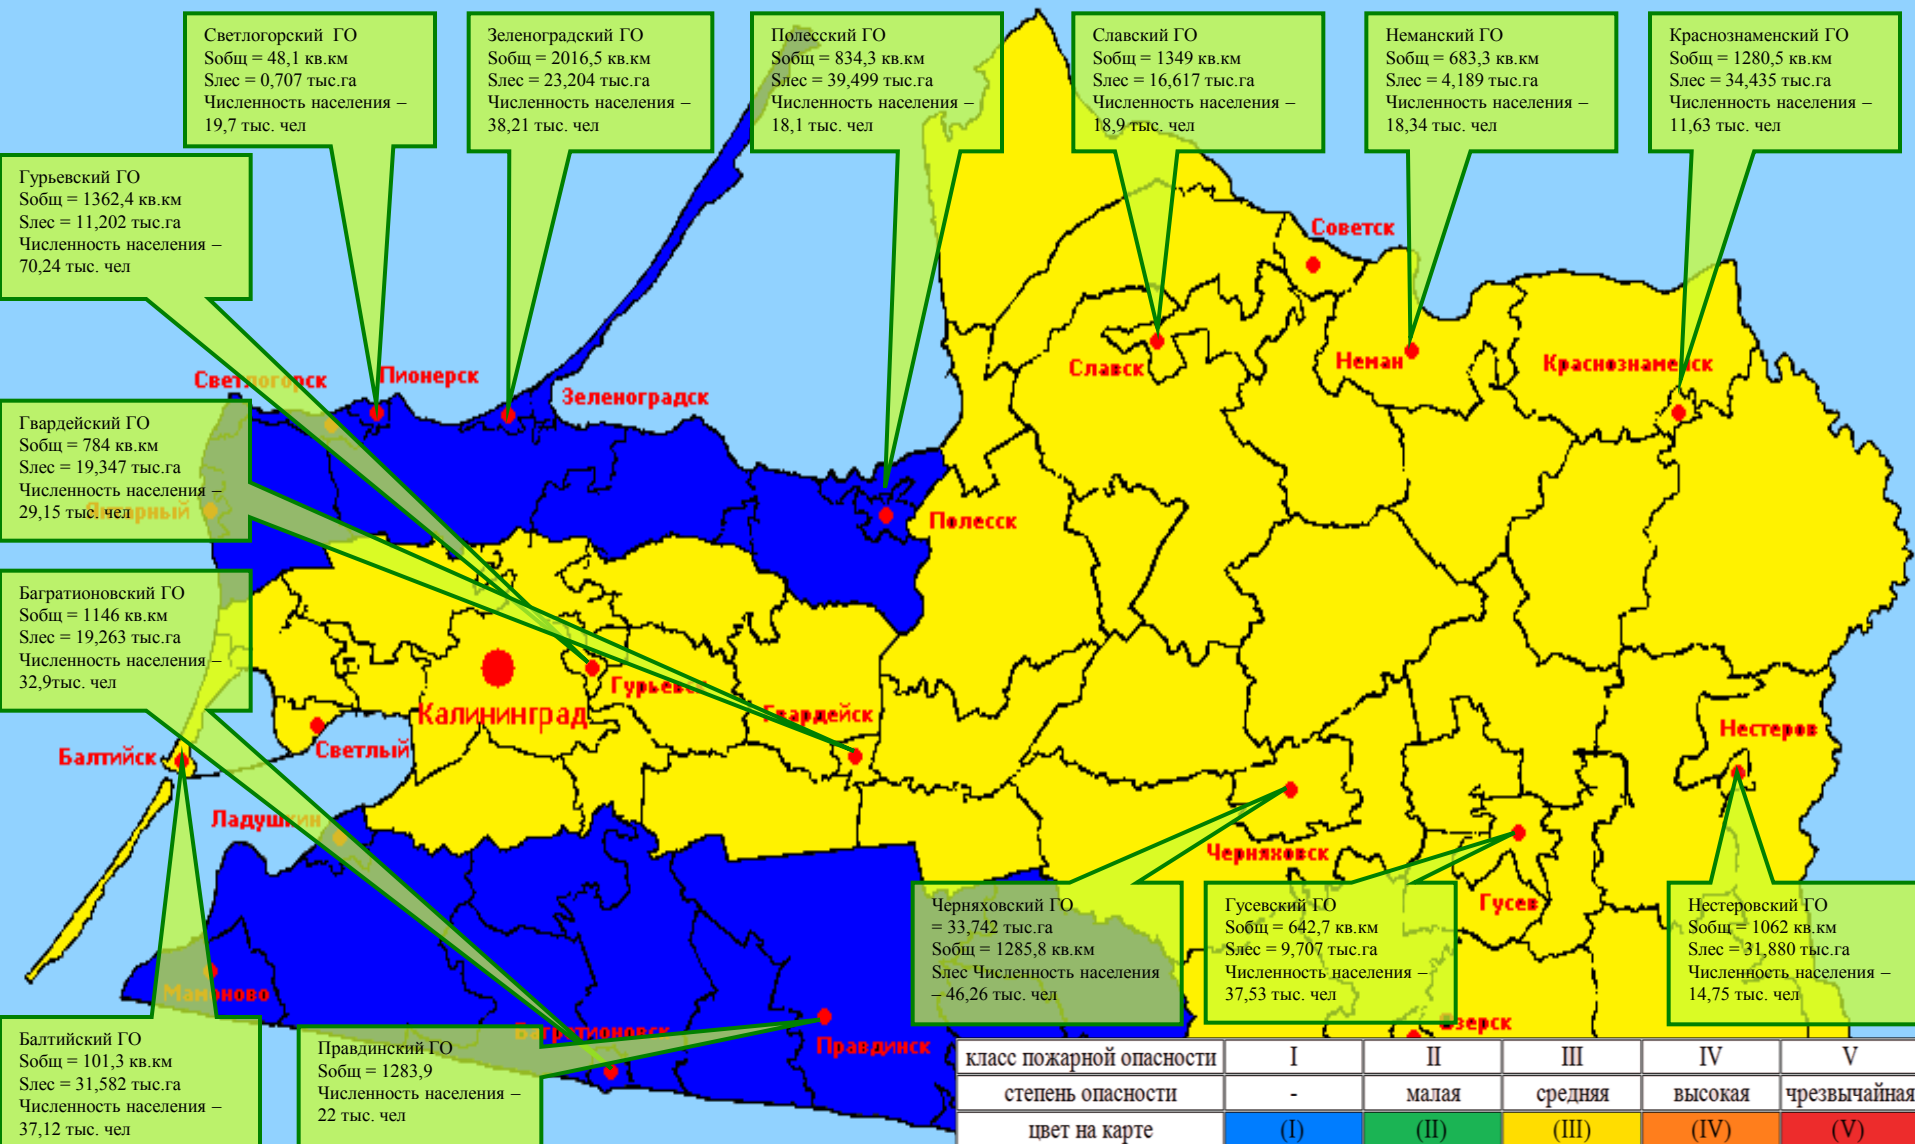 Светлогорский ГО
Sобщ = 48,1 кв.км
Sлес = 0,707 тыс.га
Численность населения –
19,7 тыс. чел
Зеленоградский ГО
Sобщ = 2016,5 кв.км
Sлес = 23,204 тыс.га
Численность населения –
38,21 тыс. чел
Полесский ГО
Sобщ = 834,3 кв.км
Sлес = 39,499 тыс.га
Численность населения –
18,1 тыс. чел
Славский ГО
Sобщ = 1349 кв.км
Sлес = 16,617 тыс.га
Численность населения –
18,9 тыс. чел
Неманский ГО
Sобщ = 683,3 кв.км
Sлес = 4,189 тыс.га
Численность населения –
18,34 тыс. чел
Краснознаменский ГО
Sобщ = 1280,5 кв.км
Sлес = 34,435 тыс.га
Численность населения –
11,63 тыс. чел
Гурьевский ГО
Sобщ = 1362,4 кв.км
Sлес = 11,202 тыс.га
Численность населения –
70,24 тыс. чел
Советск
Славск
Неман
Краснознаменск
Светлогорск
Пионерск
Зеленоградск
Гвардейский ГО
Sобщ = 784 кв.км
Sлес = 19,347 тыс.га
Численность населения –
29,15 тыс. чел
Янтарный
Полесск
Багратионовский ГО
Sобщ = 1146 кв.км
Sлес = 19,263 тыс.га
Численность населения –
32,9тыс. чел
Гурьевск
Калининград
Гвардейск
Нестеров
Балтийск
Светлый
Ладушкин
Черняховск
Гусев
Черняховский ГО
= 33,742 тыс.га
Sобщ = 1285,8 кв.км
Sлес Численность населения
– 46,26 тыс. чел
Гусевский ГО
Sобщ = 642,7 кв.км
Sлес = 9,707 тыс.га
Численность населения –
37,53 тыс. чел
Нестеровский ГО
Sобщ = 1062 кв.км
Sлес = 31,880 тыс.га
Численность населения –
14,75 тыс. чел
Мамоново
Багратионовск
Правдинск
Озерск
Балтийский ГО
Sобщ = 101,3 кв.км
Sлес = 31,582 тыс.га
Численность населения –
37,12 тыс. чел
Правдинский ГО
Sобщ = 1283,9
Численность населения –
22 тыс. чел
класс пожарной опасности I II III IV V
степень опасности - малая средняя высокая чрезвычайная
цвет на карте (I) (II) (III) (IV) (V)